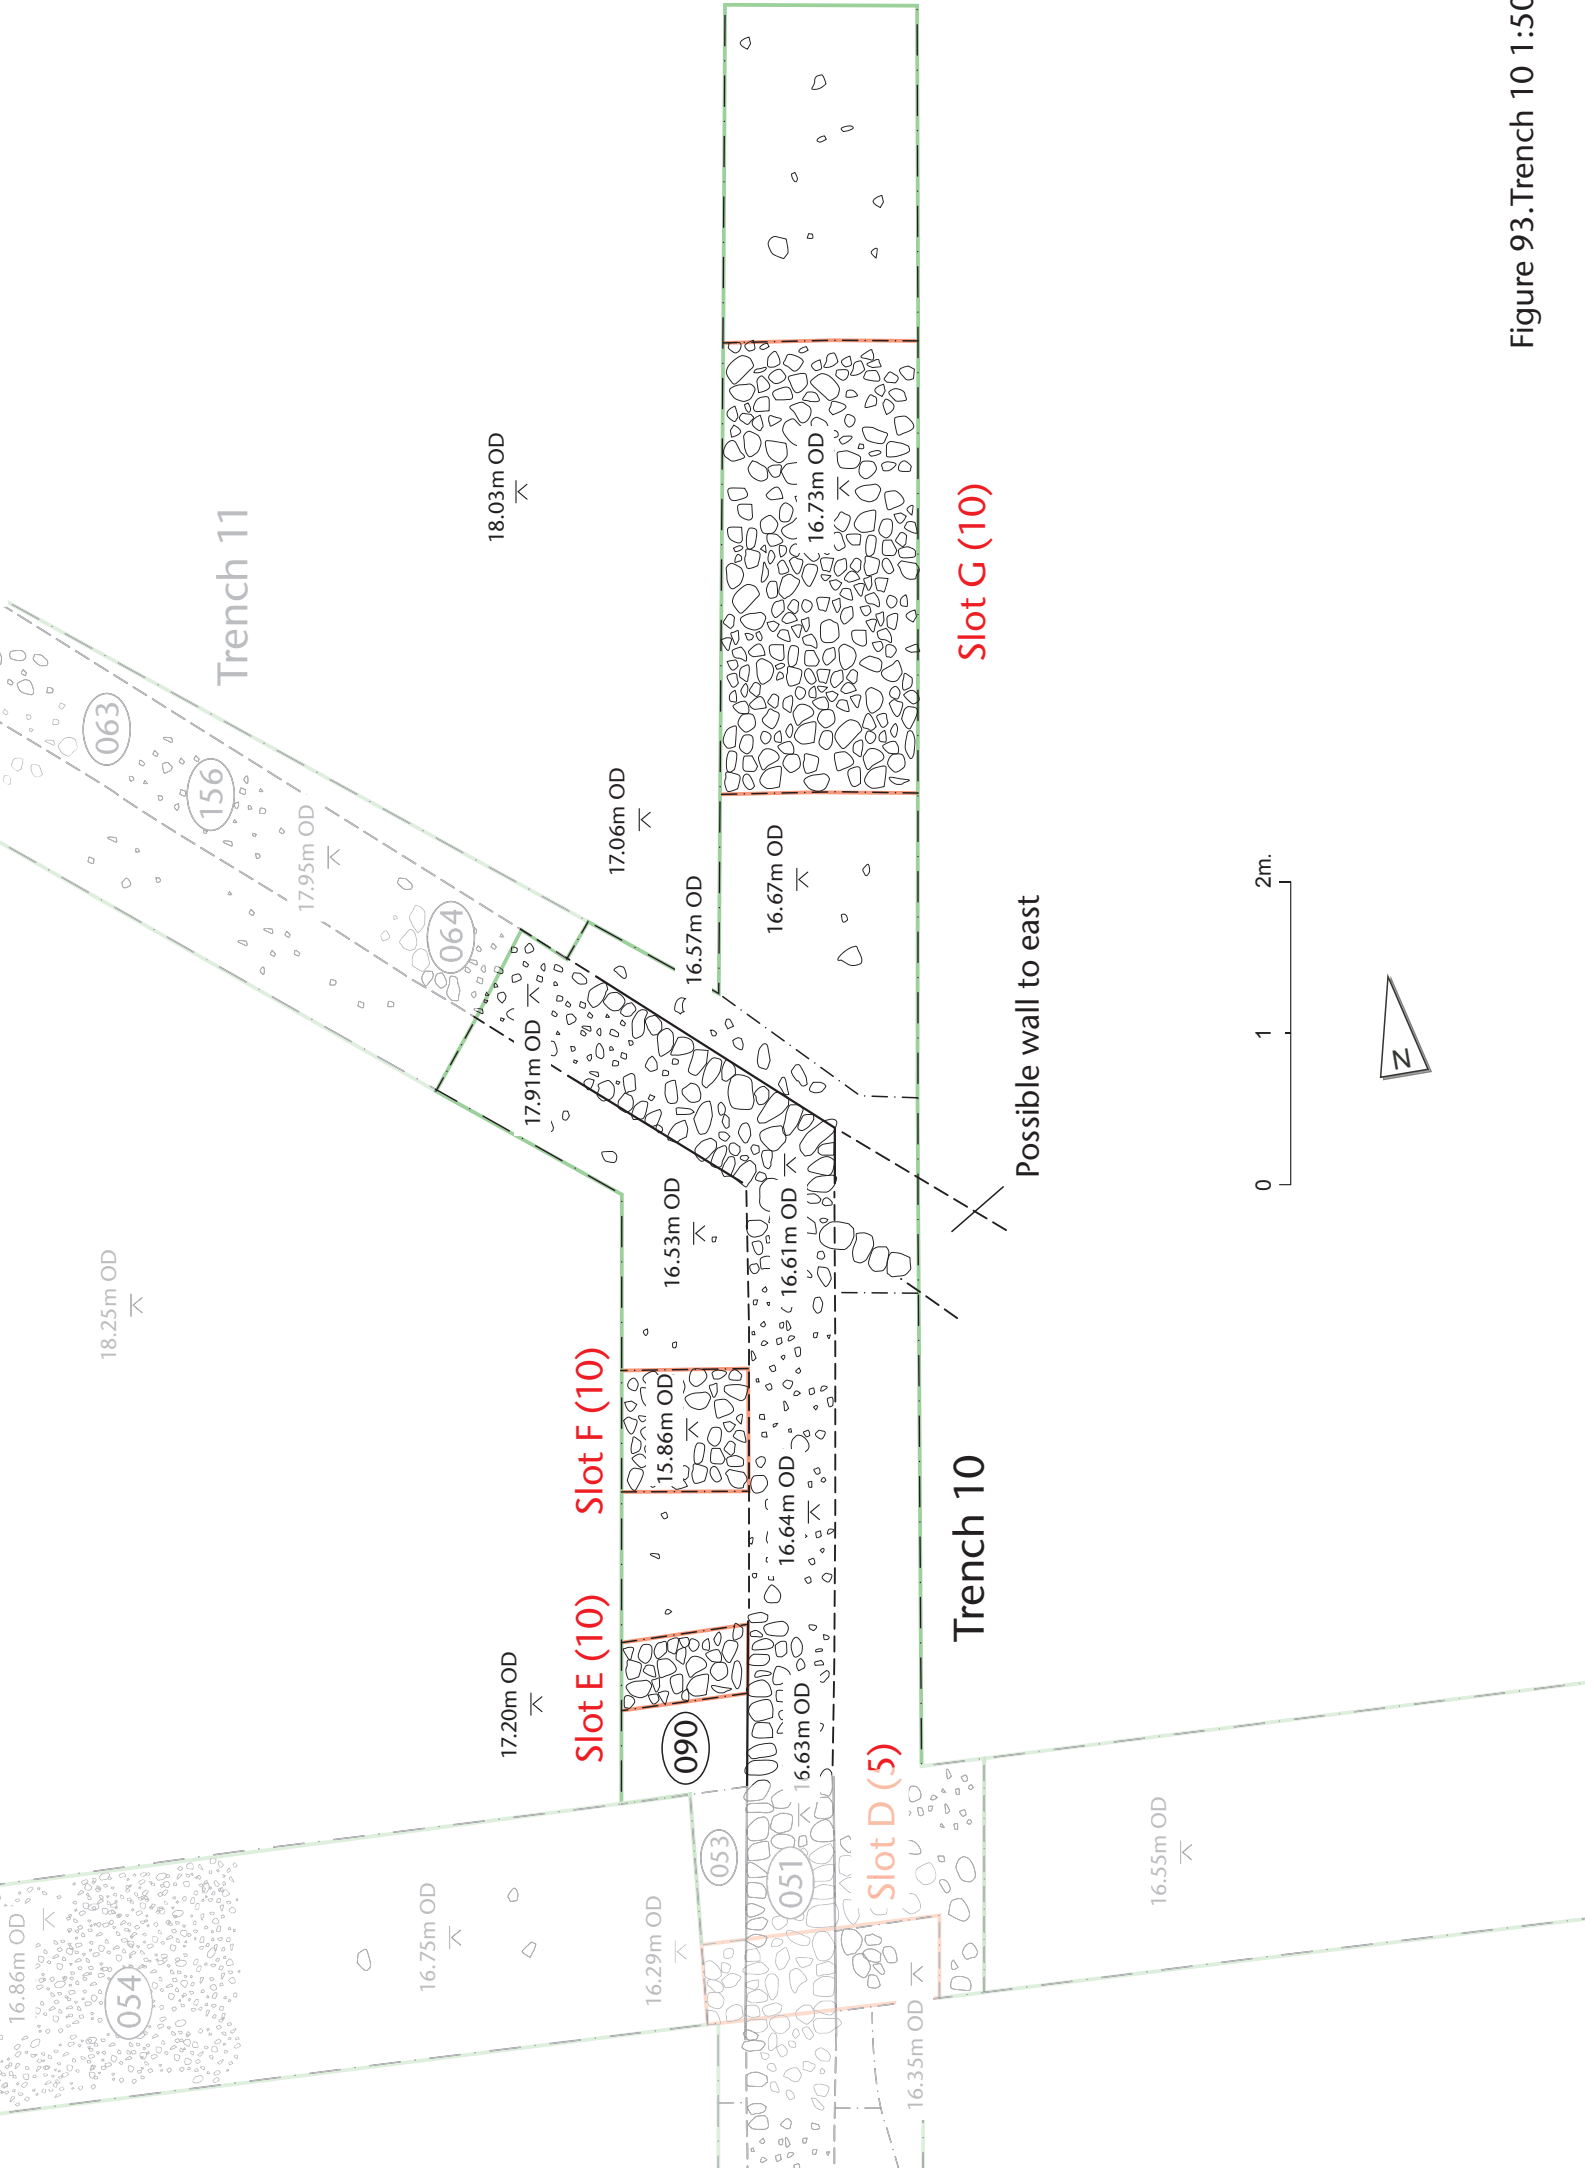 18.25m OD
16.86m OD
054
16.75m OD
16.29m OD
17.20m OD
Slot E (10)
Slot F (10)
090
053
051
16.53m OD
15.86m OD
17.91m OD
064
17.95m OD
156
063
Trench 11
18.03m OD
17.06m OD
16.57m OD
16.67m OD
16.73m OD
16.61m OD
16.64m OD
16.63m OD
Slot D (5)
16.35m OD
Trench 10
Slot G (10)
Possible wall to east
16.55m OD
0 1 2m.
N
Figure 93.Trench 10 1:50